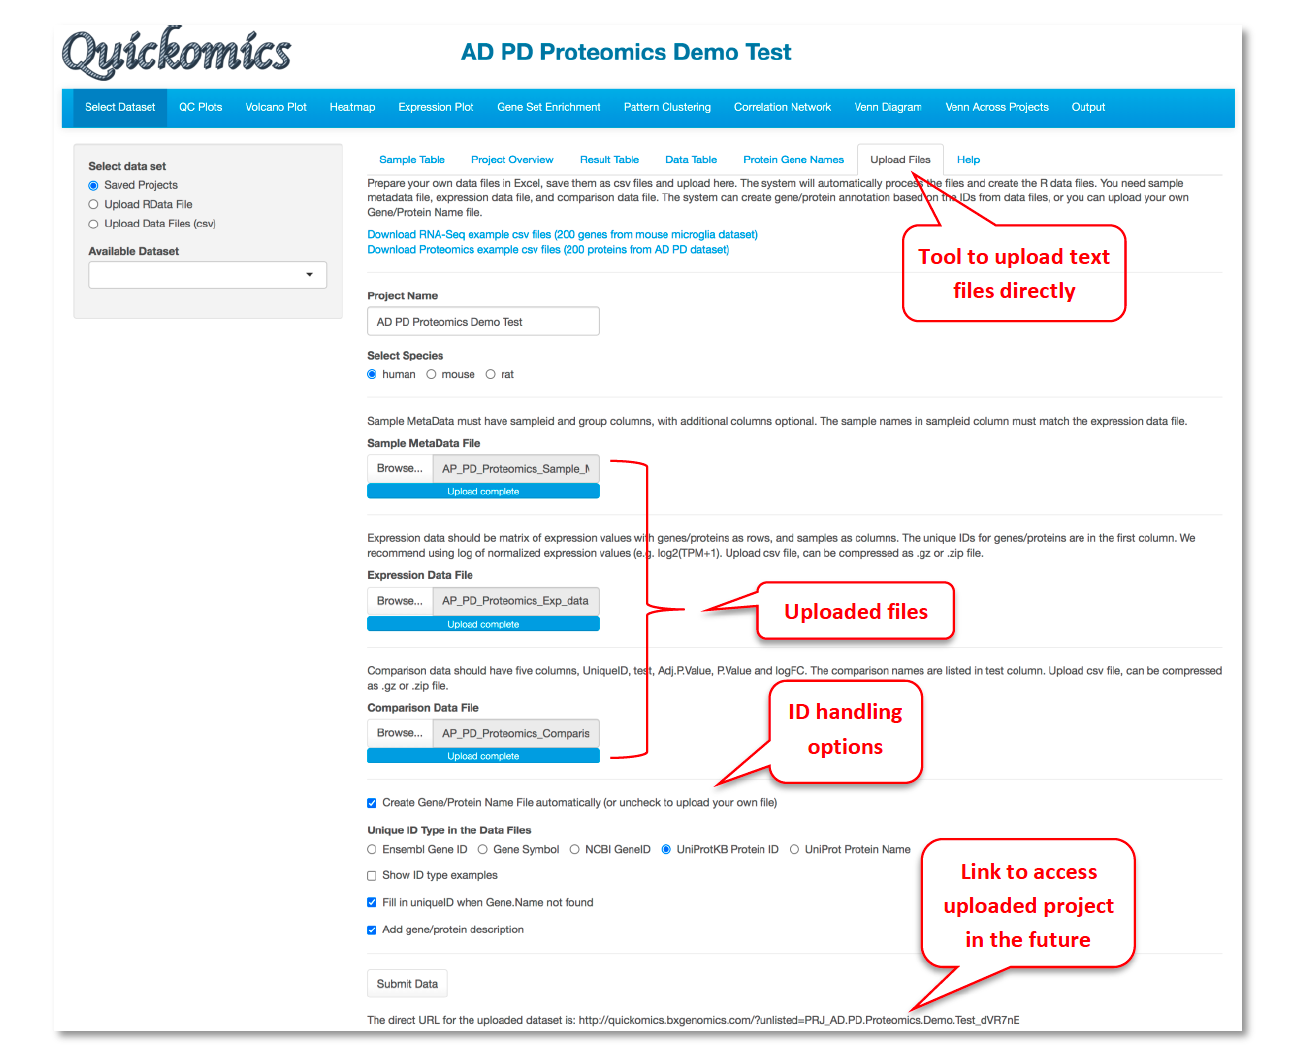 Quickomics
AD PD Proteomics Demo Test
Select Dataset QC Plots Volcano Plot Heatmap Expression Plot Gene Set Enrichment Pattern Clustering Correlation Network Venn Diagram Venn Across Projects Output
Select data set
Saved Projects
Upload RData File
Upload Data Files (csv)
Available Dataset
Sample Table Project Overview Result Table Data Table Protein Gene Names Upload Files Help
Prepare your own data files in Excel, save them as csv files and upload here. The system will automatically process the files and create the R data files. You need sample
metadata file, expression data file, and comparison data file. The system can create gene/protein annotation based on the IDs from data files, or you can upload your own
Gene/Protein Name file.
Download RNA-Seq example csv files (200 genes from mouse microglia dataset)
Download Proteomics example csv files (200 proteins from AD PD dataset)
Tool to upload text
files directly
Project Name
AD PD Proteomics Demo Test
Select Species
human mouse rat
Sample MetaData must have sampleid and group columns, with additional columns optional. The sample names in sampleid column must match the expression data file.
Sample MetaData File
Browse... AP_PD_Proteomics_Sample_M
Upload complete
Expression data should be matrix of expression values with genes/proteins as rows, and samples as columns. The unique IDs for genes/proteins are in the first column. We
recommend using log of normalized expression values (e.g. log2(TPM+1). Upload csv file, can be compressed as .gz or .zip file.
Expression Data File
Browse... AP_PD_Proteomics_Exp_data
Upload complete
Uploaded files
Comparison data should have five columns, UniqueID, test, Adj.P.Value, P.Value and logFC. The comparison names are listed in test column. Upload csv file, can be compressed
as .gz or .zip file.
Comparison Data File
Browse... AP_PD_Proteomics_Comparis
Upload complete
ID handling
options
Create Gene/Protein Name File automatically (or uncheck to upload your own file)
Unique ID Type in the Data Files
Ensembl Gene ID Gene Symbol NCBI GeneID UniProtKB Protein ID UniProt Protein Name
Show ID type examples
Fill in uniqueID when Gene.Name not found
Add gene/protein description
Link to access
uploaded project
in the future
Submit Data
The direct URL for the uploaded dataset is: http://quickomics.bxgenomics.com/?unlisted=PRJ_AD.PD.Proteomics.Demo.Test_dVR7nE